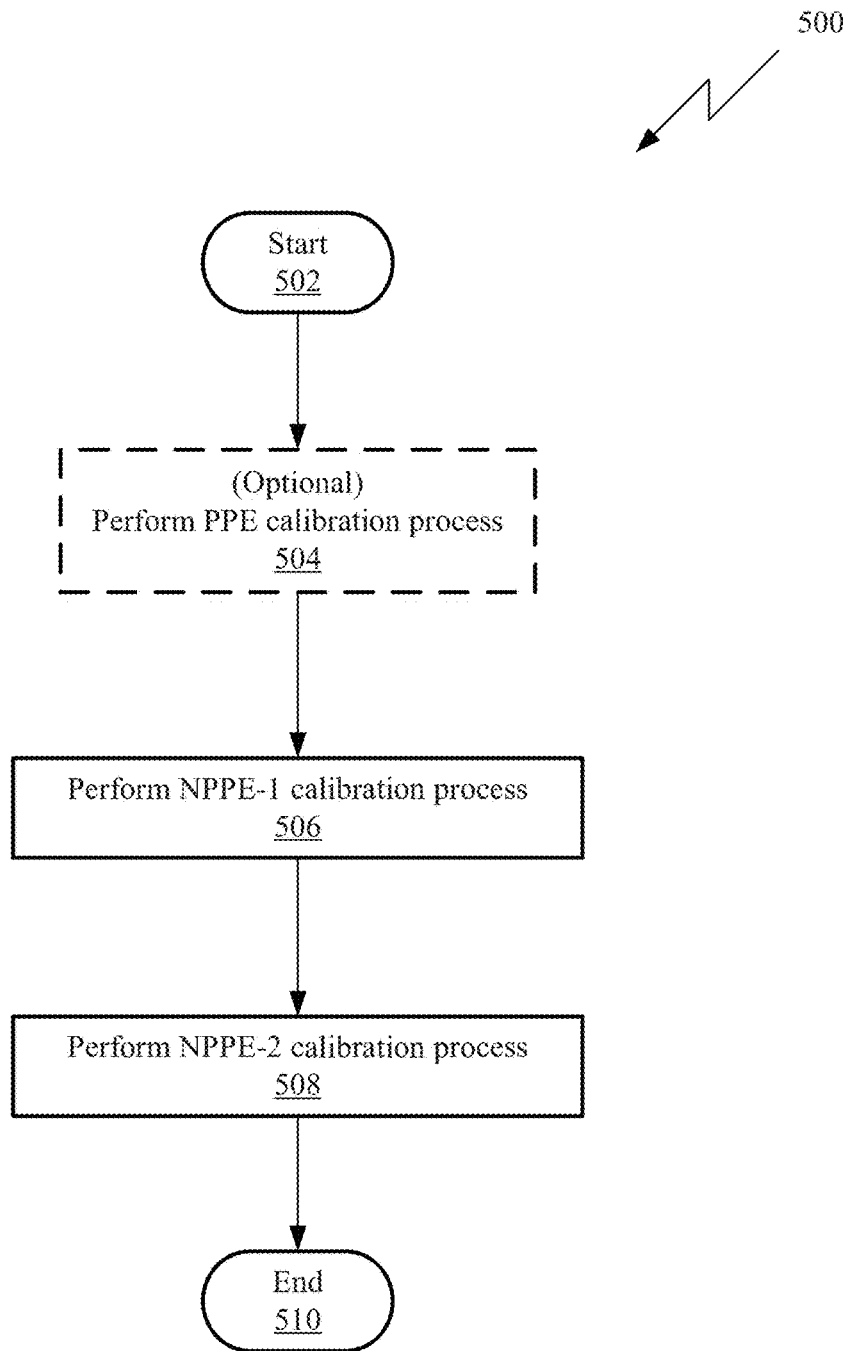 500
Start
502
(Optional)
Perform PPE calibration process
504
Perform NPPE-1 calibration process
506
Perform NPPE-2 calibration process
508
End
510